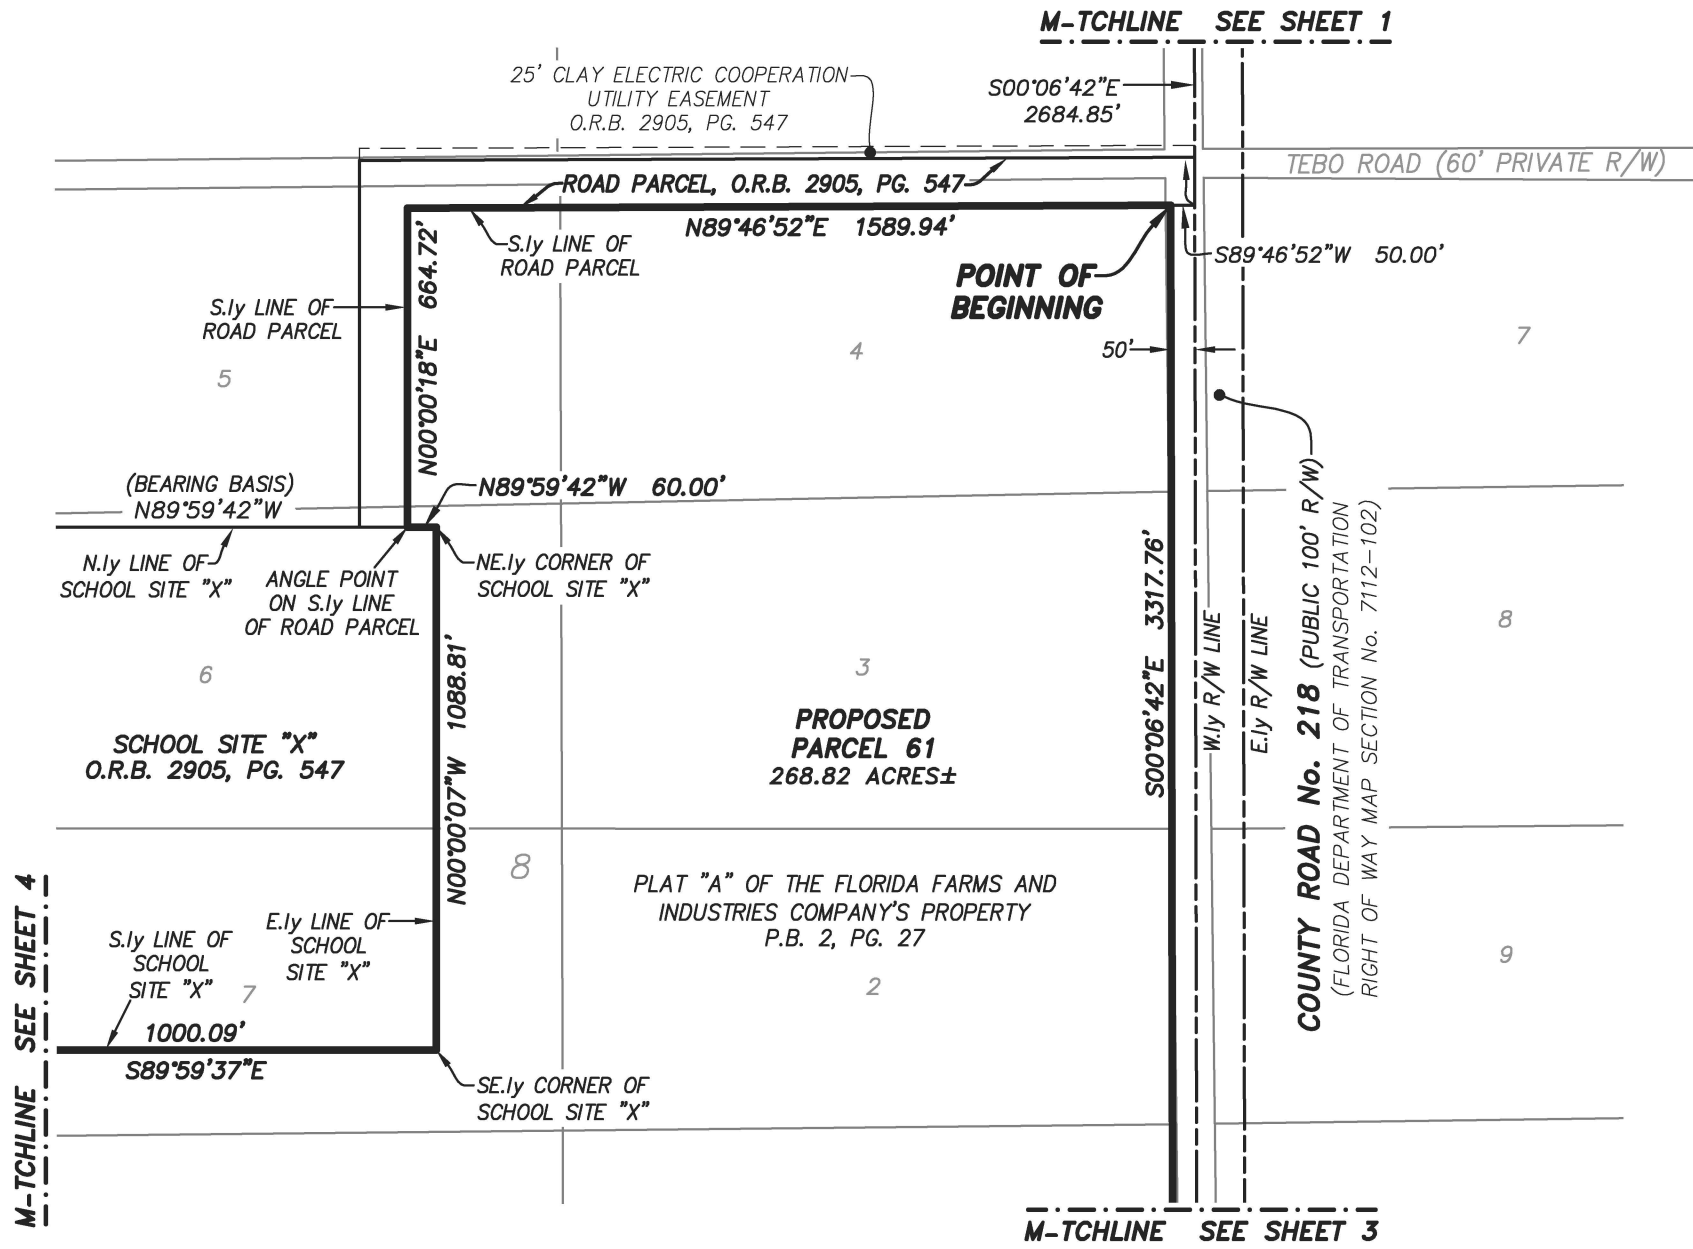 M-TCHLINE SEE SHEET 1
25' CLAY ELECTRIC COOPERATION
UTILITY EASEMENT
O.R.B. 2905, PG. 547
S00°06'42"E
2684.85'
TEBO ROAD (60' PRIVATE R/W)
ROAD PARCEL, O.R.B. 2905, PG. 547
N89°46'52"E 1589.94'
S.ly LINE OF
ROAD PARCEL
S89°46'52"W 50.00'
POINT OF
BEGINNING
S.ly LINE OF
ROAD PARCEL
N00°00'18"E 664.72'
50'
4
7
5
(BEARING BASIS)
N89°59'42"W
N89°59'42"W 60.00'
N.ly LINE OF
SCHOOL SITE "X"
ANGLE POINT
ON S.ly LINE
OF ROAD PARCEL
NE.ly CORNER OF
SCHOOL SITE "X"
S00°06'42"E 3317.76'
W.ly R/W LINE
E.ly R/W LINE
COUNTY ROAD No. 218 (PUBLIC 100' R/W)
(FLORIDA DEPARTMENT OF TRANSPORTATION
RIGHT OF WAY MAP SECTION No. 7112-102)
8
6
3
N00°00'07"W 1088.81'
SCHOOL SITE "X"
O.R.B. 2905, PG. 547
PROPOSED
PARCEL 61
268.82 ACRES±
8
PLAT "A" OF THE FLORIDA FARMS AND
INDUSTRIES COMPANY'S PROPERTY
P.B. 2, PG. 27
2
9
E.ly LINE OF
SCHOOL
SITE "X"
S.ly LINE OF
SCHOOL
SITE "X"
7
1000.09'
S89°59'37"E
SE.ly CORNER OF
SCHOOL SITE "X"
M-TCHLINE SEE SHEET 4
M-TCHLINE SEE SHEET 3